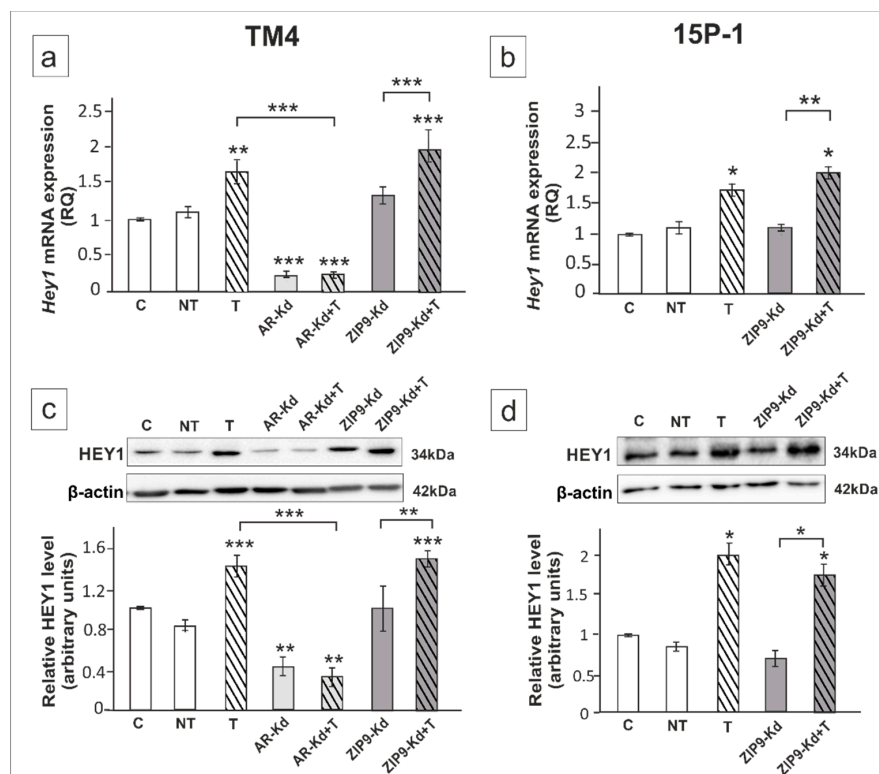 TM4
15P-1
a
Hey1 mRNA expression
(RQ)
2.5
2
1.5
1
0.5
0
**
***
***
***
***
***
C
NT
T
AR-Kd
AR-Kd+T
ZIP9-Kd
ZIP9-Kd+T
b
Hey1 mRNA expression
(RQ)
3
2.5
2
1.5
1
0.5
0
*
**
*
C
NT
T
ZIP9-Kd
ZIP9-Kd+T
c
C
NT
T
AR-Kd
AR-Kd+T
ZIP9-Kd
ZIP9-Kd+T
HEY1
34kDa
β-actin
42kDa
Relative HEY1 level
(arbitrary units)
1.6
1.2
0.8
0.4
0
***
***
**
**
**
***
C
NT
T
AR-Kd
AR-Kd+T
ZIP9-Kd
ZIP9-Kd+T
d
C
NT
T
ZIP9-Kd
ZIP9-Kd+T
HEY1
34kDa
β-actin
42kDa
Relative HEY1 level
(arbitrary units)
2
1.5
1
0.5
0
*
*
*
C
NT
T
ZIP9-Kd
ZIP9-Kd+T